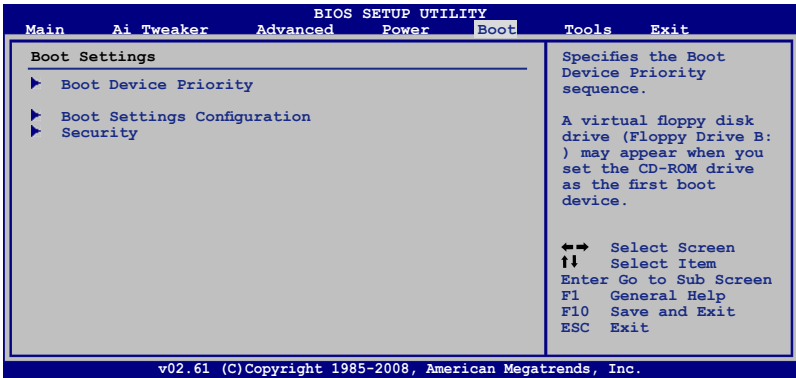 BIOS SETUP UTILITY
Main Ai Tweaker Advanced Power Boot Tools Exit
Boot Settings
Boot Device Priority
Boot Settings Configuration
Security
Specifies the Boot
Device Priority
sequence.
A virtual floppy disk
drive (Floppy Drive B:
) may appear when you
set the CD-ROM drive
as the first boot
device.
Select Screen
Select Item
Enter Go to Sub Screen
F1 General Help
F10 Save and Exit
ESC Exit
v02.61 (C)Copyright 1985-2008, American Megatrends, Inc.